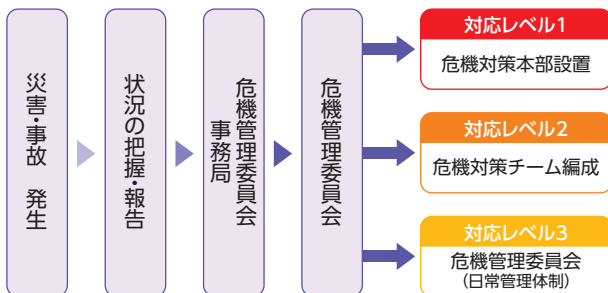 災害・事故　発生
状況の把握・報告
危機管理委員会
事務局
危機管理委員会
対応レベル1
危機対策本部設置
対応レベル2
危機対策チーム編成
対応レベル3
危機管理委員会
(日常管理体制)